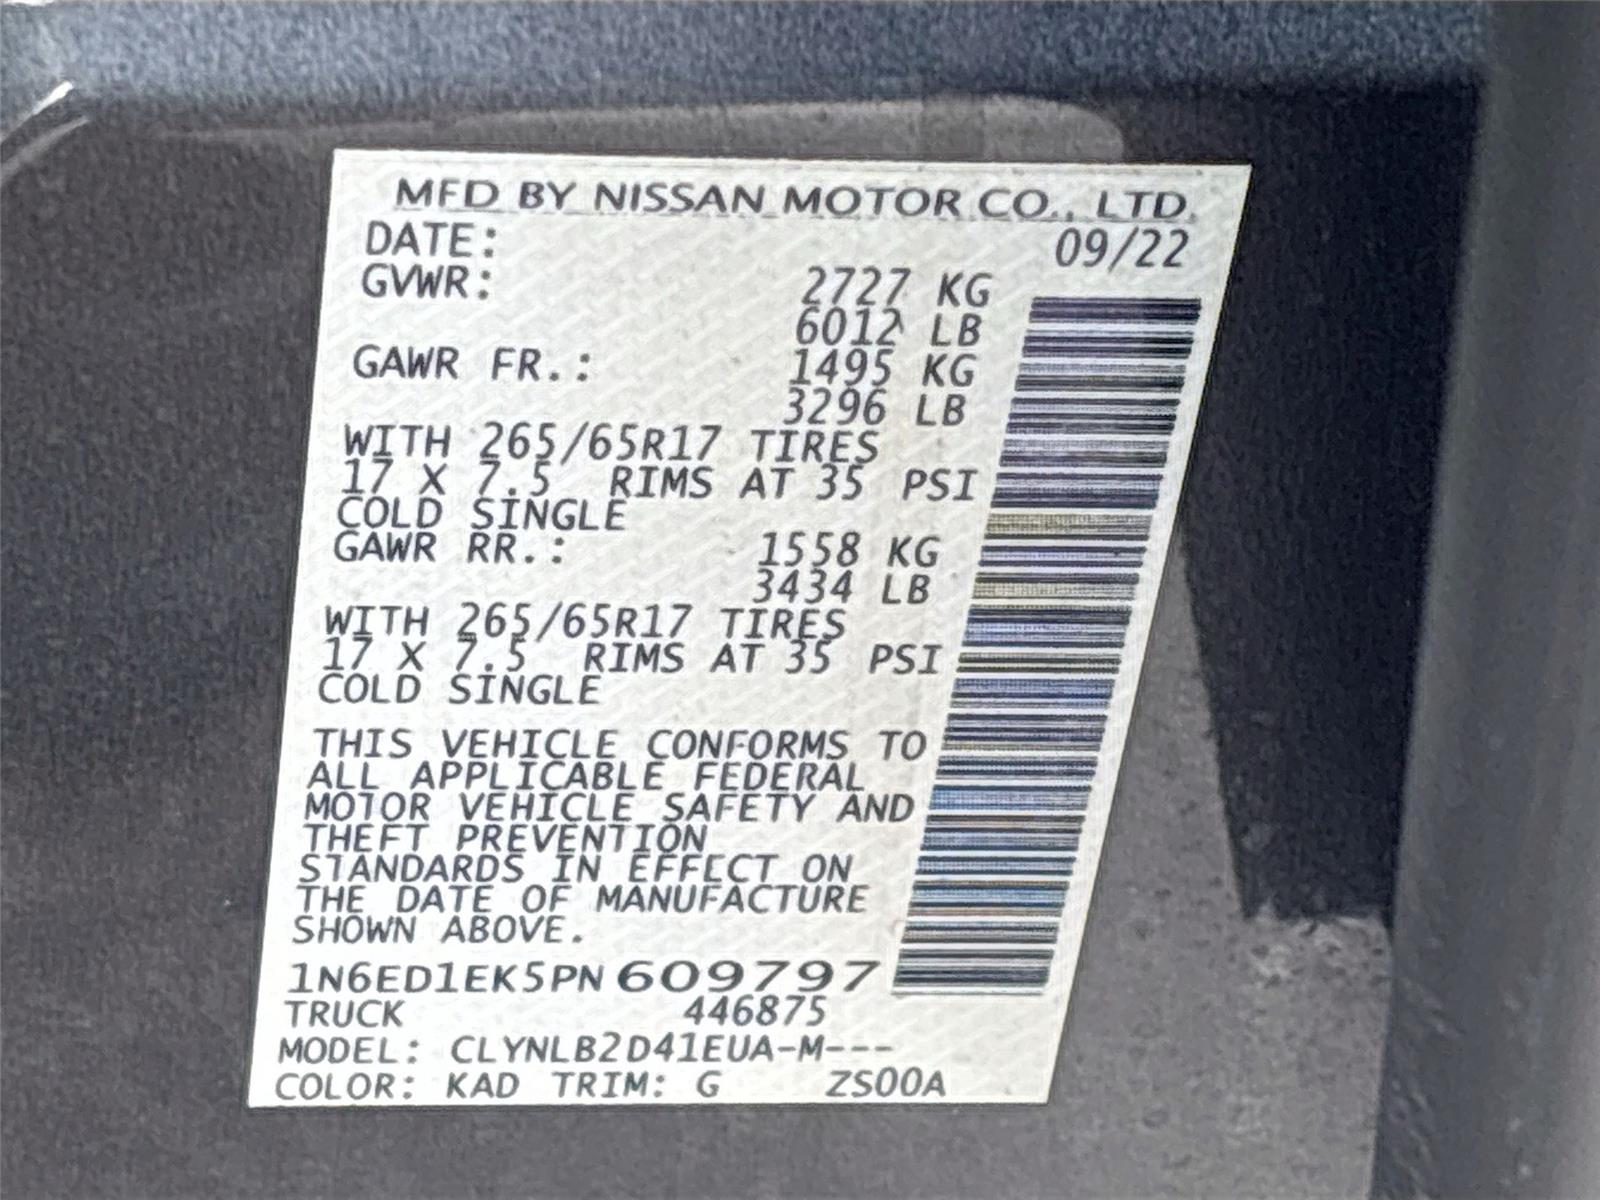 MFD BY NISSAN MOTOR CO., LTD.
DATE: 09/22
GVWR: 2727 KG
6012 LB
GAWR FR.: 1495 KG
3296 LB
WITH 265/65R17 TIRES
17 X 7.5 RIMS AT 35 PSI
COLD SINGLE
GAWR RR.: 1558 KG
3434 LB
WITH 265/65R17 TIRES
17 X 7.5 RIMS AT 35 PSI
COLD SINGLE
THIS VEHICLE CONFORMS TO
ALL APPLICABLE FEDERAL
MOTOR VEHICLE SAFETY AND
THEFT PREVENTION
STANDARDS IN EFFECT ON
THE DATE OF MANUFACTURE
SHOWN ABOVE.
1N6ED1EK5PN609797
TRUCK 446875
MODEL: CLYNLB2D41EUA-M---
COLOR: KAD TRIM: G ZS00A